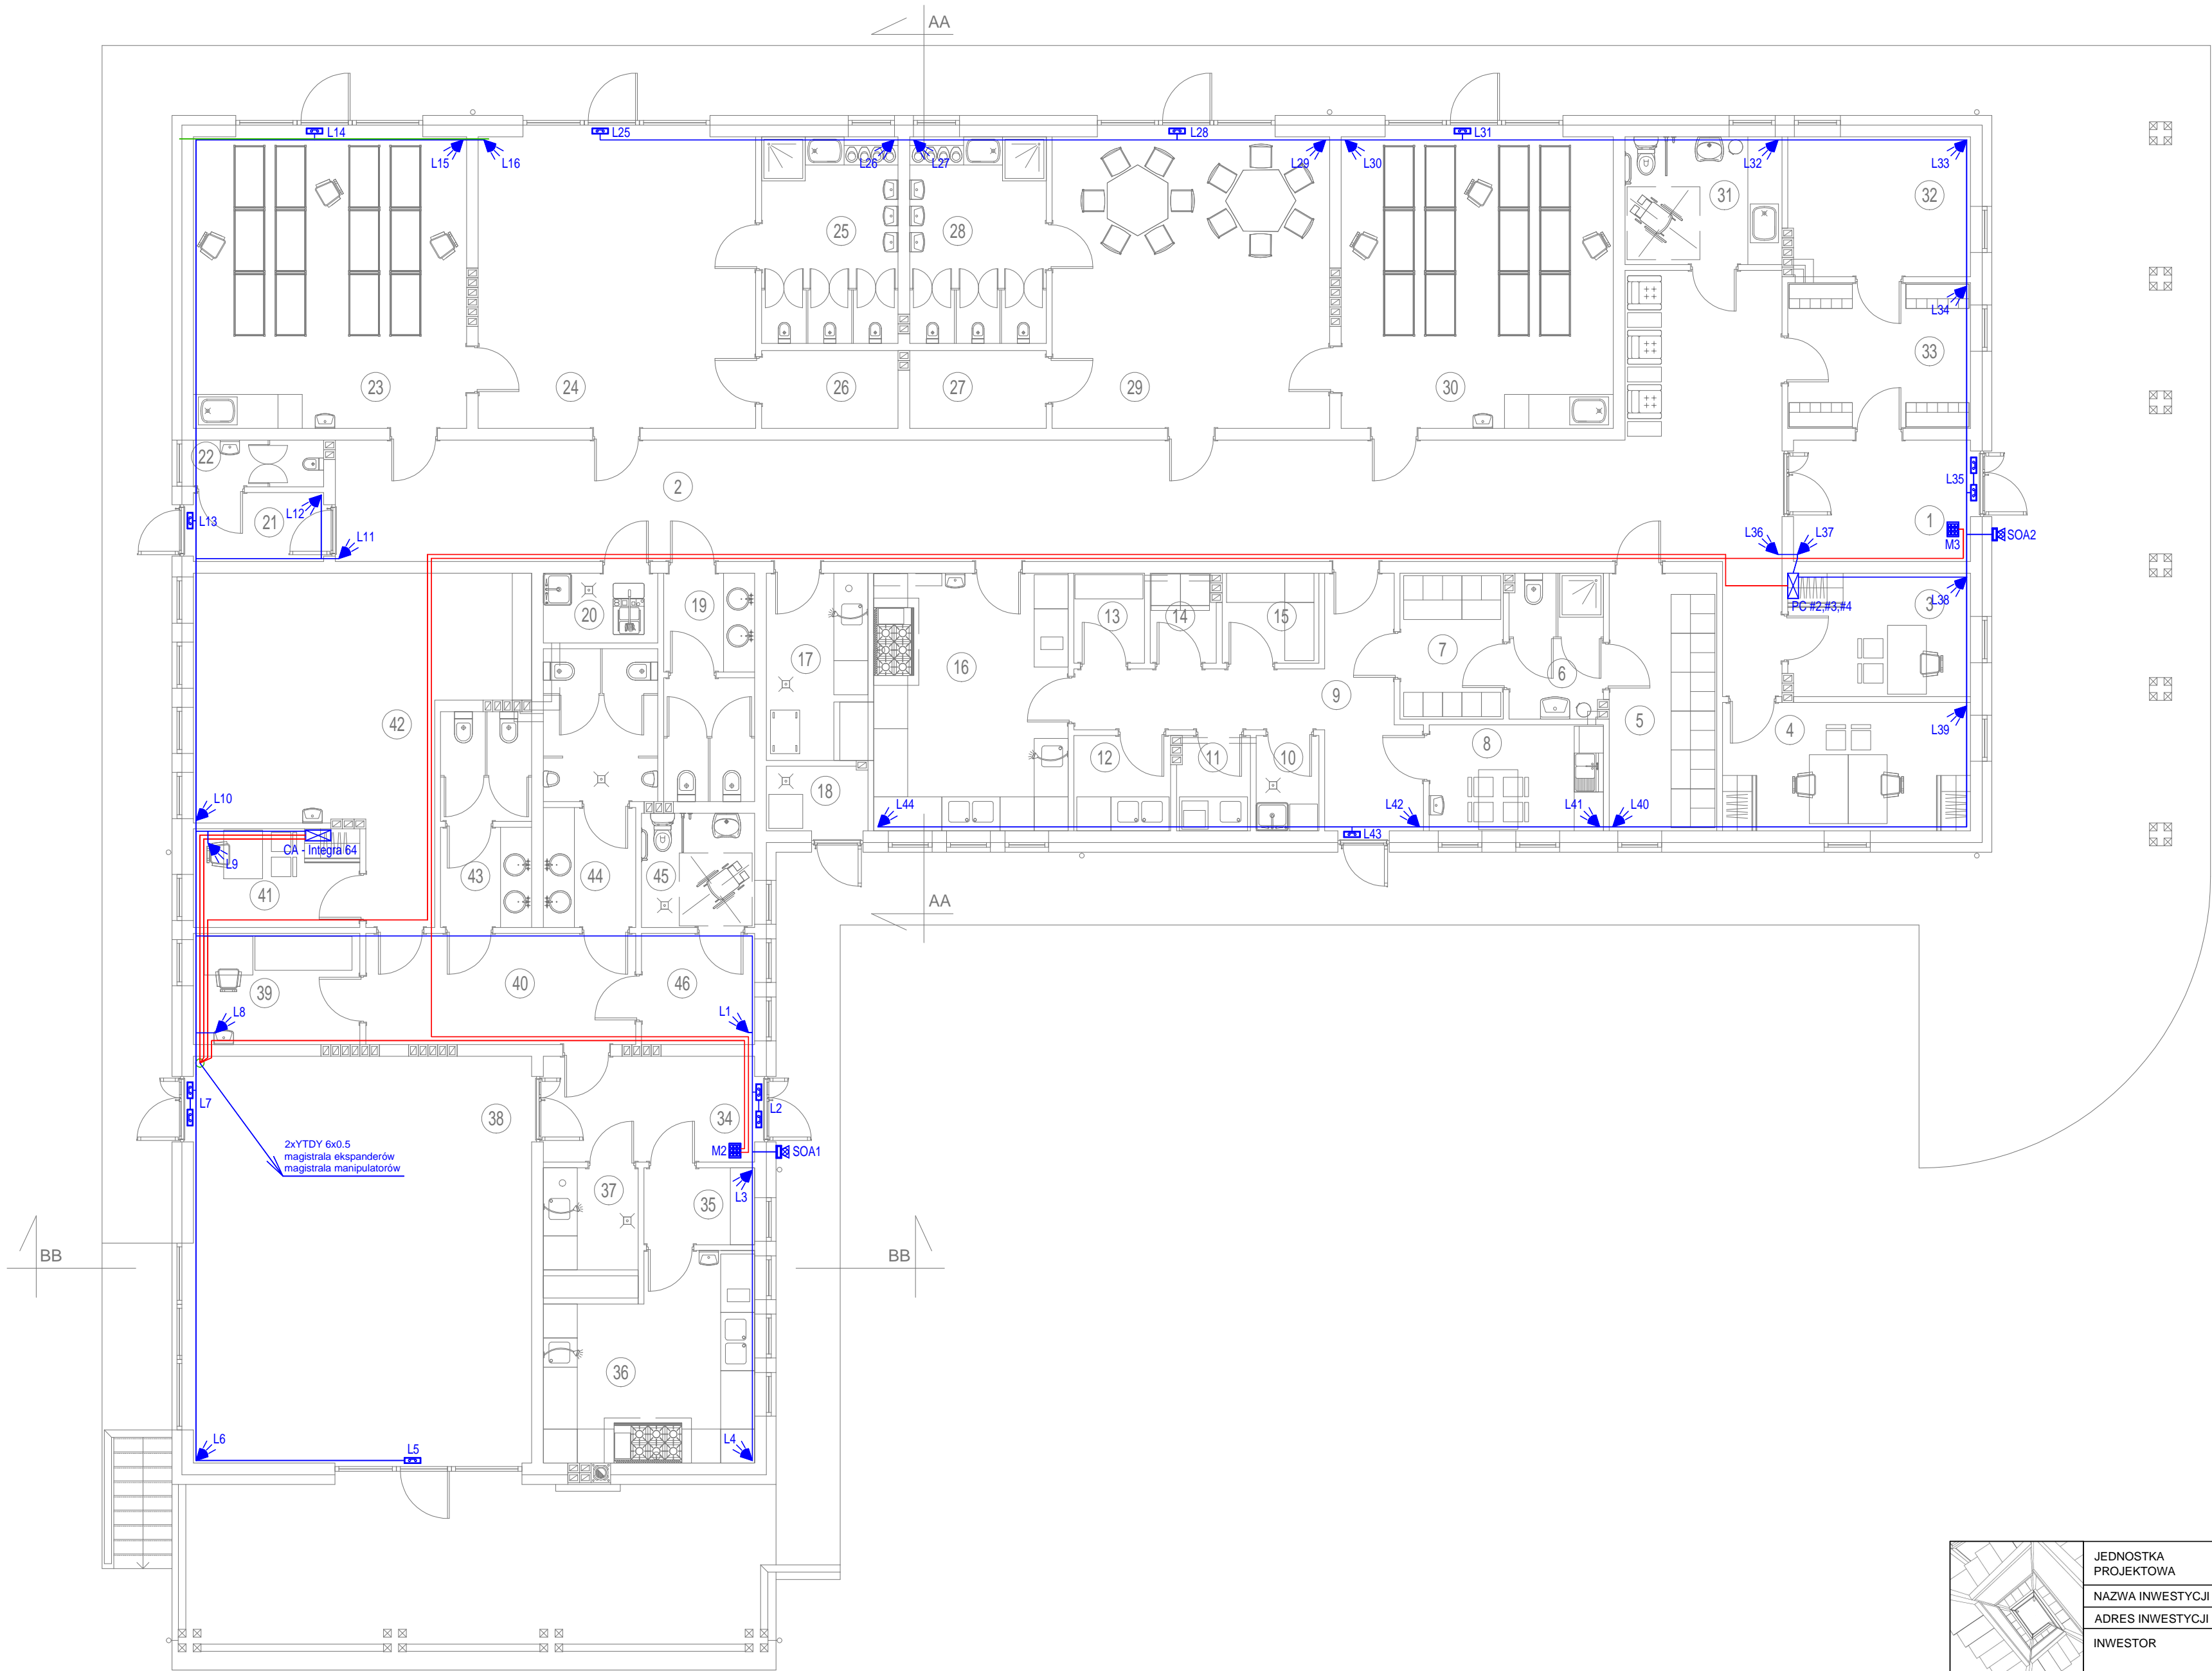 AA
L14
L25
L28
L31
L15
L16
L26
L27
L29
L30
L32
L33
25
28
31
32
L34
33
23
24
26
27
29
30
22
2
L35
L12
21
L13
L11
1
L36
L37
M3
SOA2
20
19
13
14
15
PC #2,#3,#4
3
L38
17
16
7
6
9
5
42
8
4
L39
12
11
10
18
L10
L44
L42
L41
L40
L43
CA - Integra 64
L9
41
43
44
45
AA
39
40
46
L8
L1
L7
38
34
L2
2xYTDY 6x0.5
magistrala ekspanderów
magistrala manipulatorów
M2
SOA1
37
35
L3
BB
BB
36
L6
L5
L4
JEDNOSTKA
PROJEKTOWA
NAZWA INWESTYCJI
ADRES INWESTYCJI
INWESTOR